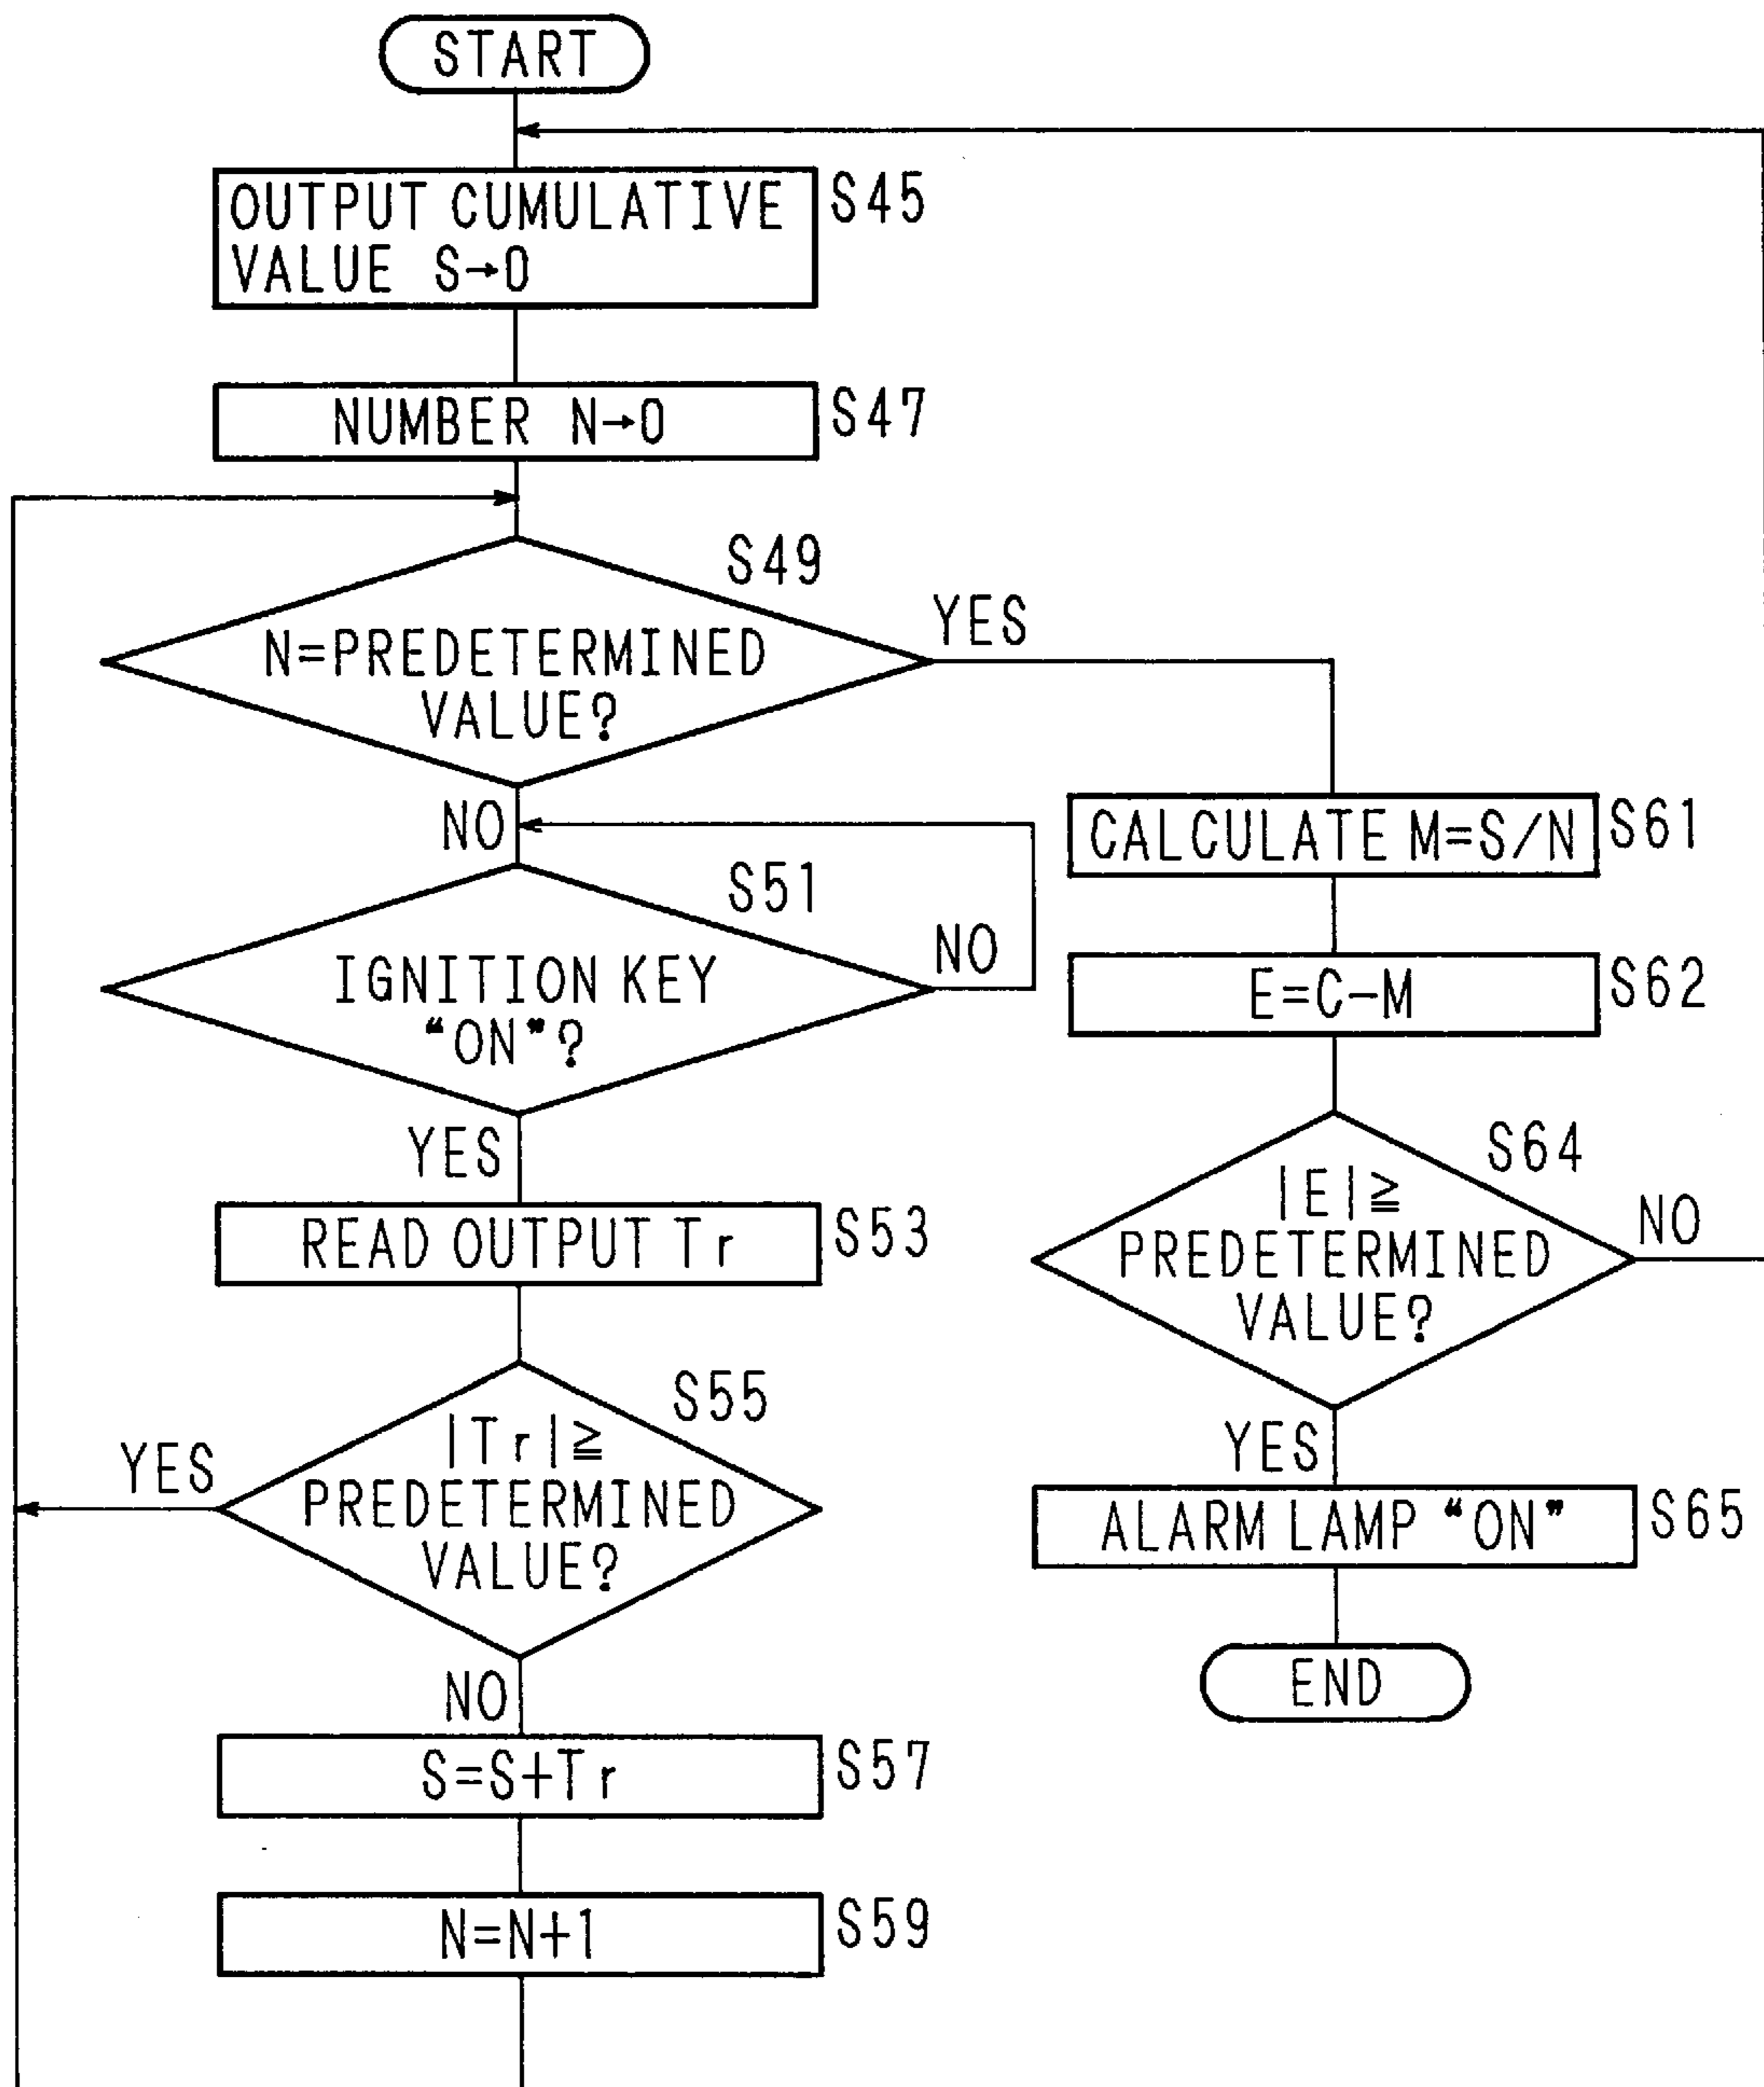 START
OUTPUT CUMULATIVE
VALUE S→0
S45
NUMBER N→0
S47
S49
N=PREDETERMINED
VALUE?
YES
NO
S51
IGNITION KEY
“ON”?
NO
YES
READ OUTPUT Tr
S53
S55
|Tr|≧
PREDETERMINED
VALUE?
YES
NO
S=S+Tr
S57
N=N+1
S59
CALCULATE M=S/N
S61
E=C−M
S62
S64
|E|≧
PREDETERMINED
VALUE?
NO
YES
ALARM LAMP “ON”
S65
END